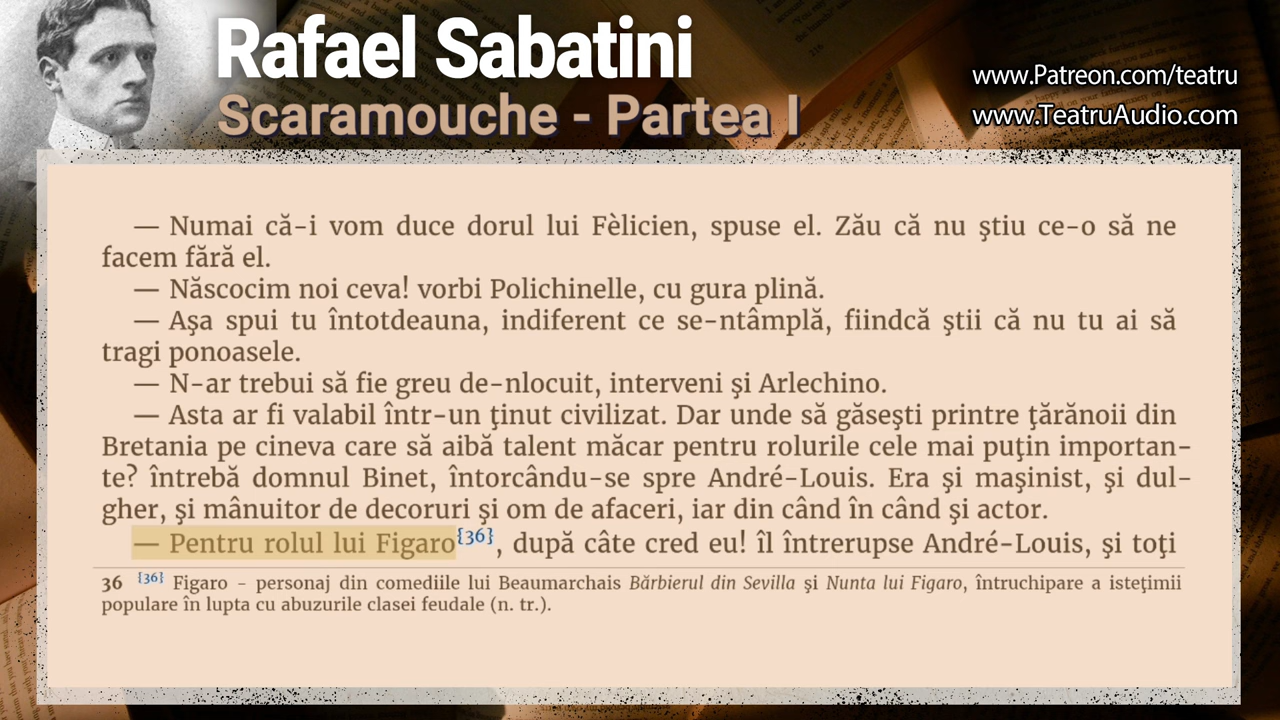 Rafael Sabatini
Scaramouche - Partea I
www.Patreon.com/teatru
www.TeatruAudio.com
— Numai că-i vom duce dorul lui Fèlicien, spuse el. Zău că nu ştiu ce-o să ne
facem fără el.
— Născocim noi ceva! vorbi Polichinelle, cu gura plină.
— Aşa spui tu întotdeauna, indiferent ce se-ntâmplă, fiindcă ştii că nu tu ai să
tragi ponoasele.
— N-ar trebui să fie greu de-nlocuit, interveni şi Arlechino.
— Asta ar fi valabil într-un ţinut civilizat. Dar unde să găseşti printre ţărănoii din
Bretania pe cineva care să aibă talent măcar pentru rolurile cele mai puţin importan-
te? întrebă domnul Binet, întorcându-se spre André-Louis. Era şi maşinist, şi dul-
gher, şi mânuitor de decoruri şi om de afaceri, iar din când în când şi actor.
— Pentru rolul lui Figaro{36}, după câte cred eu! îl întrerupse André-Louis, şi toţi
36 {36} Figaro - personaj din comediile lui Beaumarchais Bărbierul din Sevilla şi Nunta lui Figaro, întruchipare a isteţimii
populare în lupta cu abuzurile clasei feudale (n. tr.).